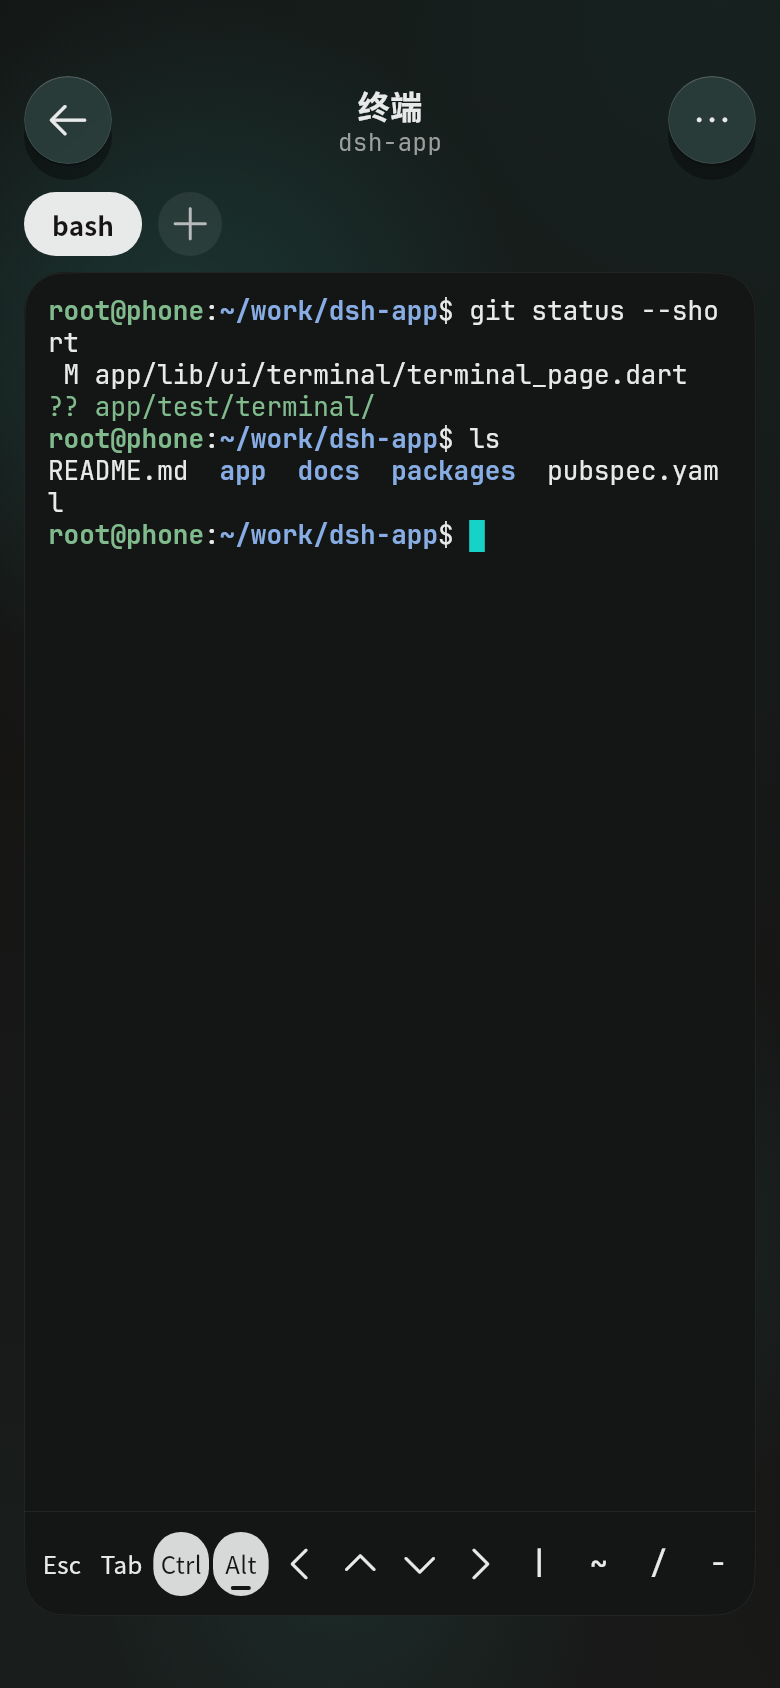 终端
dsh-app
bash
root@phone:~/work/dsh-app$ git status --sho
rt
 M app/lib/ui/terminal/terminal_page.dart
?? app/test/terminal/
root@phone:~/work/dsh-app$ ls
README.md  app  docs  packages  pubspec.yam
l
root@phone:~/work/dsh-app$
Esc Tab Ctrl Alt | ~ / -